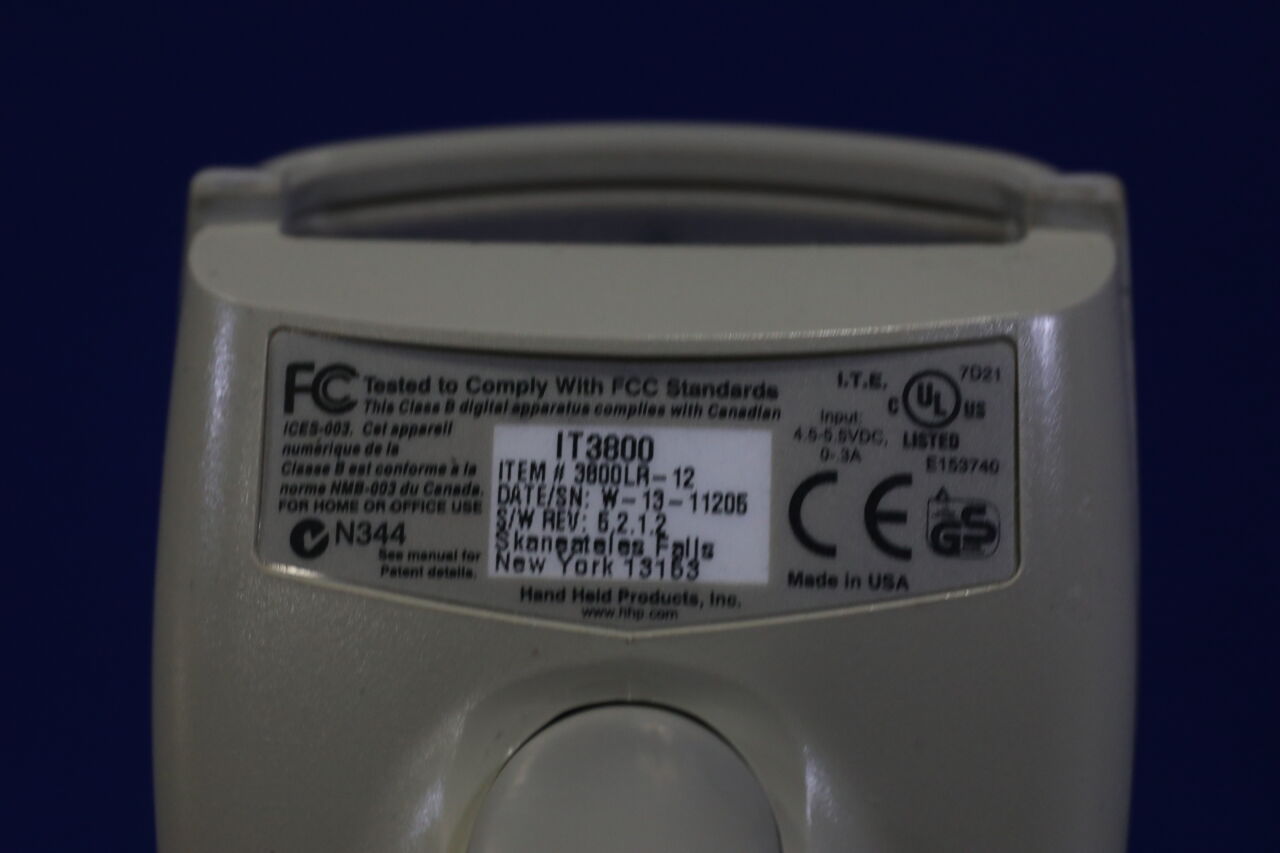 FC Tested to Comply With FCC Standards
This Class B digital apparatus complies with Canadian
ICES-003. Cet appareil
numérique de la
Classe B est conforme à la
norme NMB-003 du Canada.
FOR HOME OR OFFICE USE
N344
See manual for
Patent details.
IT3800
ITEM # 3800LR-12
DATE/SN: W-13-11205
S/W REV: 5.2.1.2
Skaneateles Falls
New York 13153
Hand Held Products, Inc.
www.hhp.com
I.T.E.
Input:
4.5-5.5VDC,
0-.3A
7D21
C UL US
LISTED
E153740
CE
GS
Made in USA